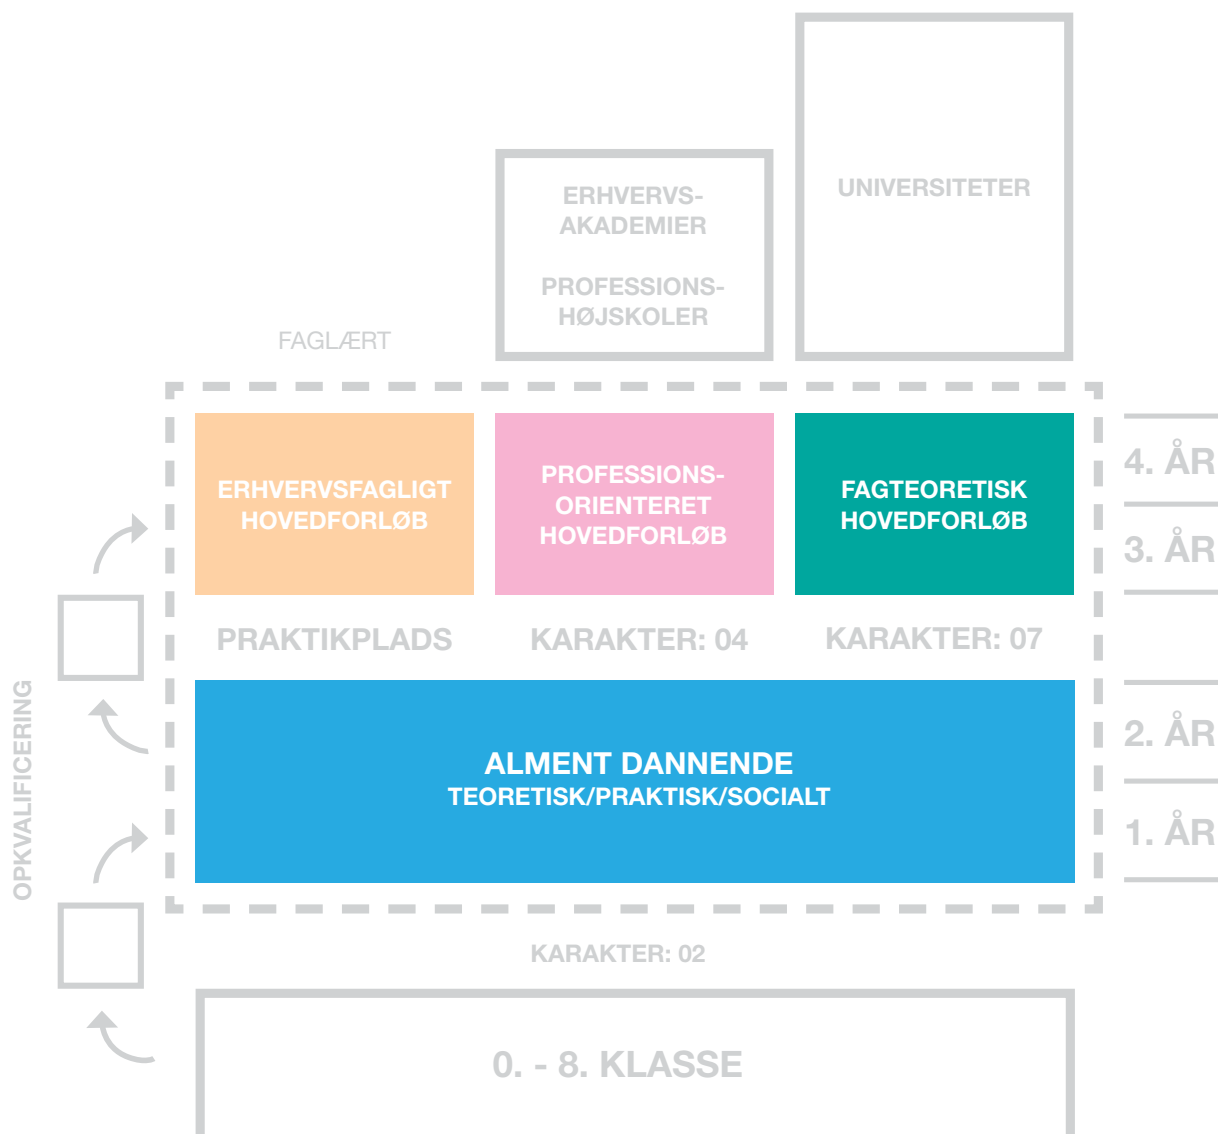 UNIVERSITETER
ERHVERVS-
AKADEMIER
PROFESSIONS-
HØJSKOLER
FAGLÆRT
ERHVERVSFAGLIGT
HOVEDFORLØB
PROFESSIONS-
ORIENTERET
HOVEDFORLØB
FAGTEORETISK
HOVEDFORLØB
4. ÅR
3. ÅR
PRAKTIKPLADS
KARAKTER: 04
KARAKTER: 07
ALMENT DANNENDE
TEORETISK/PRAKTISK/SOCIALT
2. ÅR
1. ÅR
OPKVALIFICERING
KARAKTER: 02
0. - 8. KLASSE